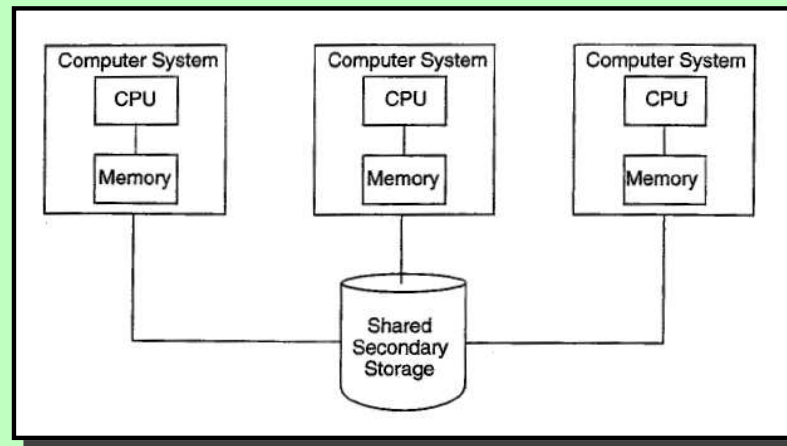 Computer System
CPU
Memory
Computer System
CPU
Memory
Computer System
CPU
Memory
Shared
Secondary
Storage